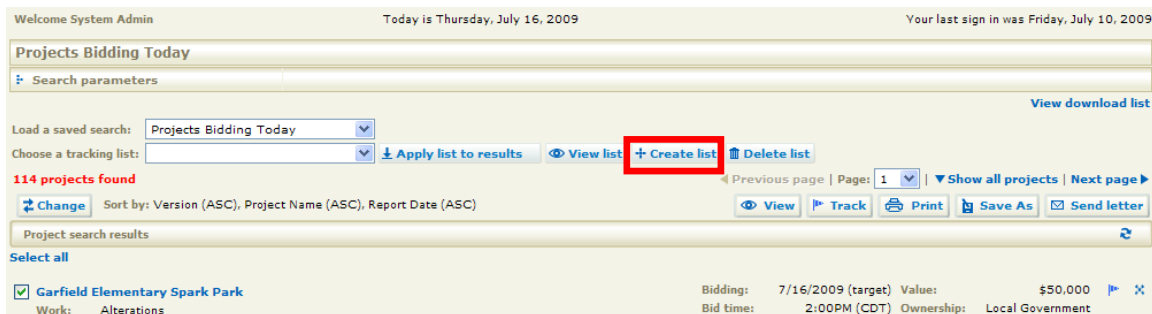 Welcome System Admin Today is Thursday, July 16, 2009 Your last sign in was Friday, July 10, 2009
Projects Bidding Today
Search parameters
View download list
Load a saved search: Projects Bidding Today
Choose a tracking list: Apply list to results View list + Create list Delete list
114 projects found Previous page | Page: 1 | Show all projects | Next page
Change Sort by: Version (ASC), Project Name (ASC), Report Date (ASC) View Track Print Save As Send letter
Project search results
Select all
Garfield Elementary Spark Park Bidding: 7/16/2009 (target) Value: $50,000
Work: Alterations Bid time: 2:00PM (CDT) Ownership: Local Government